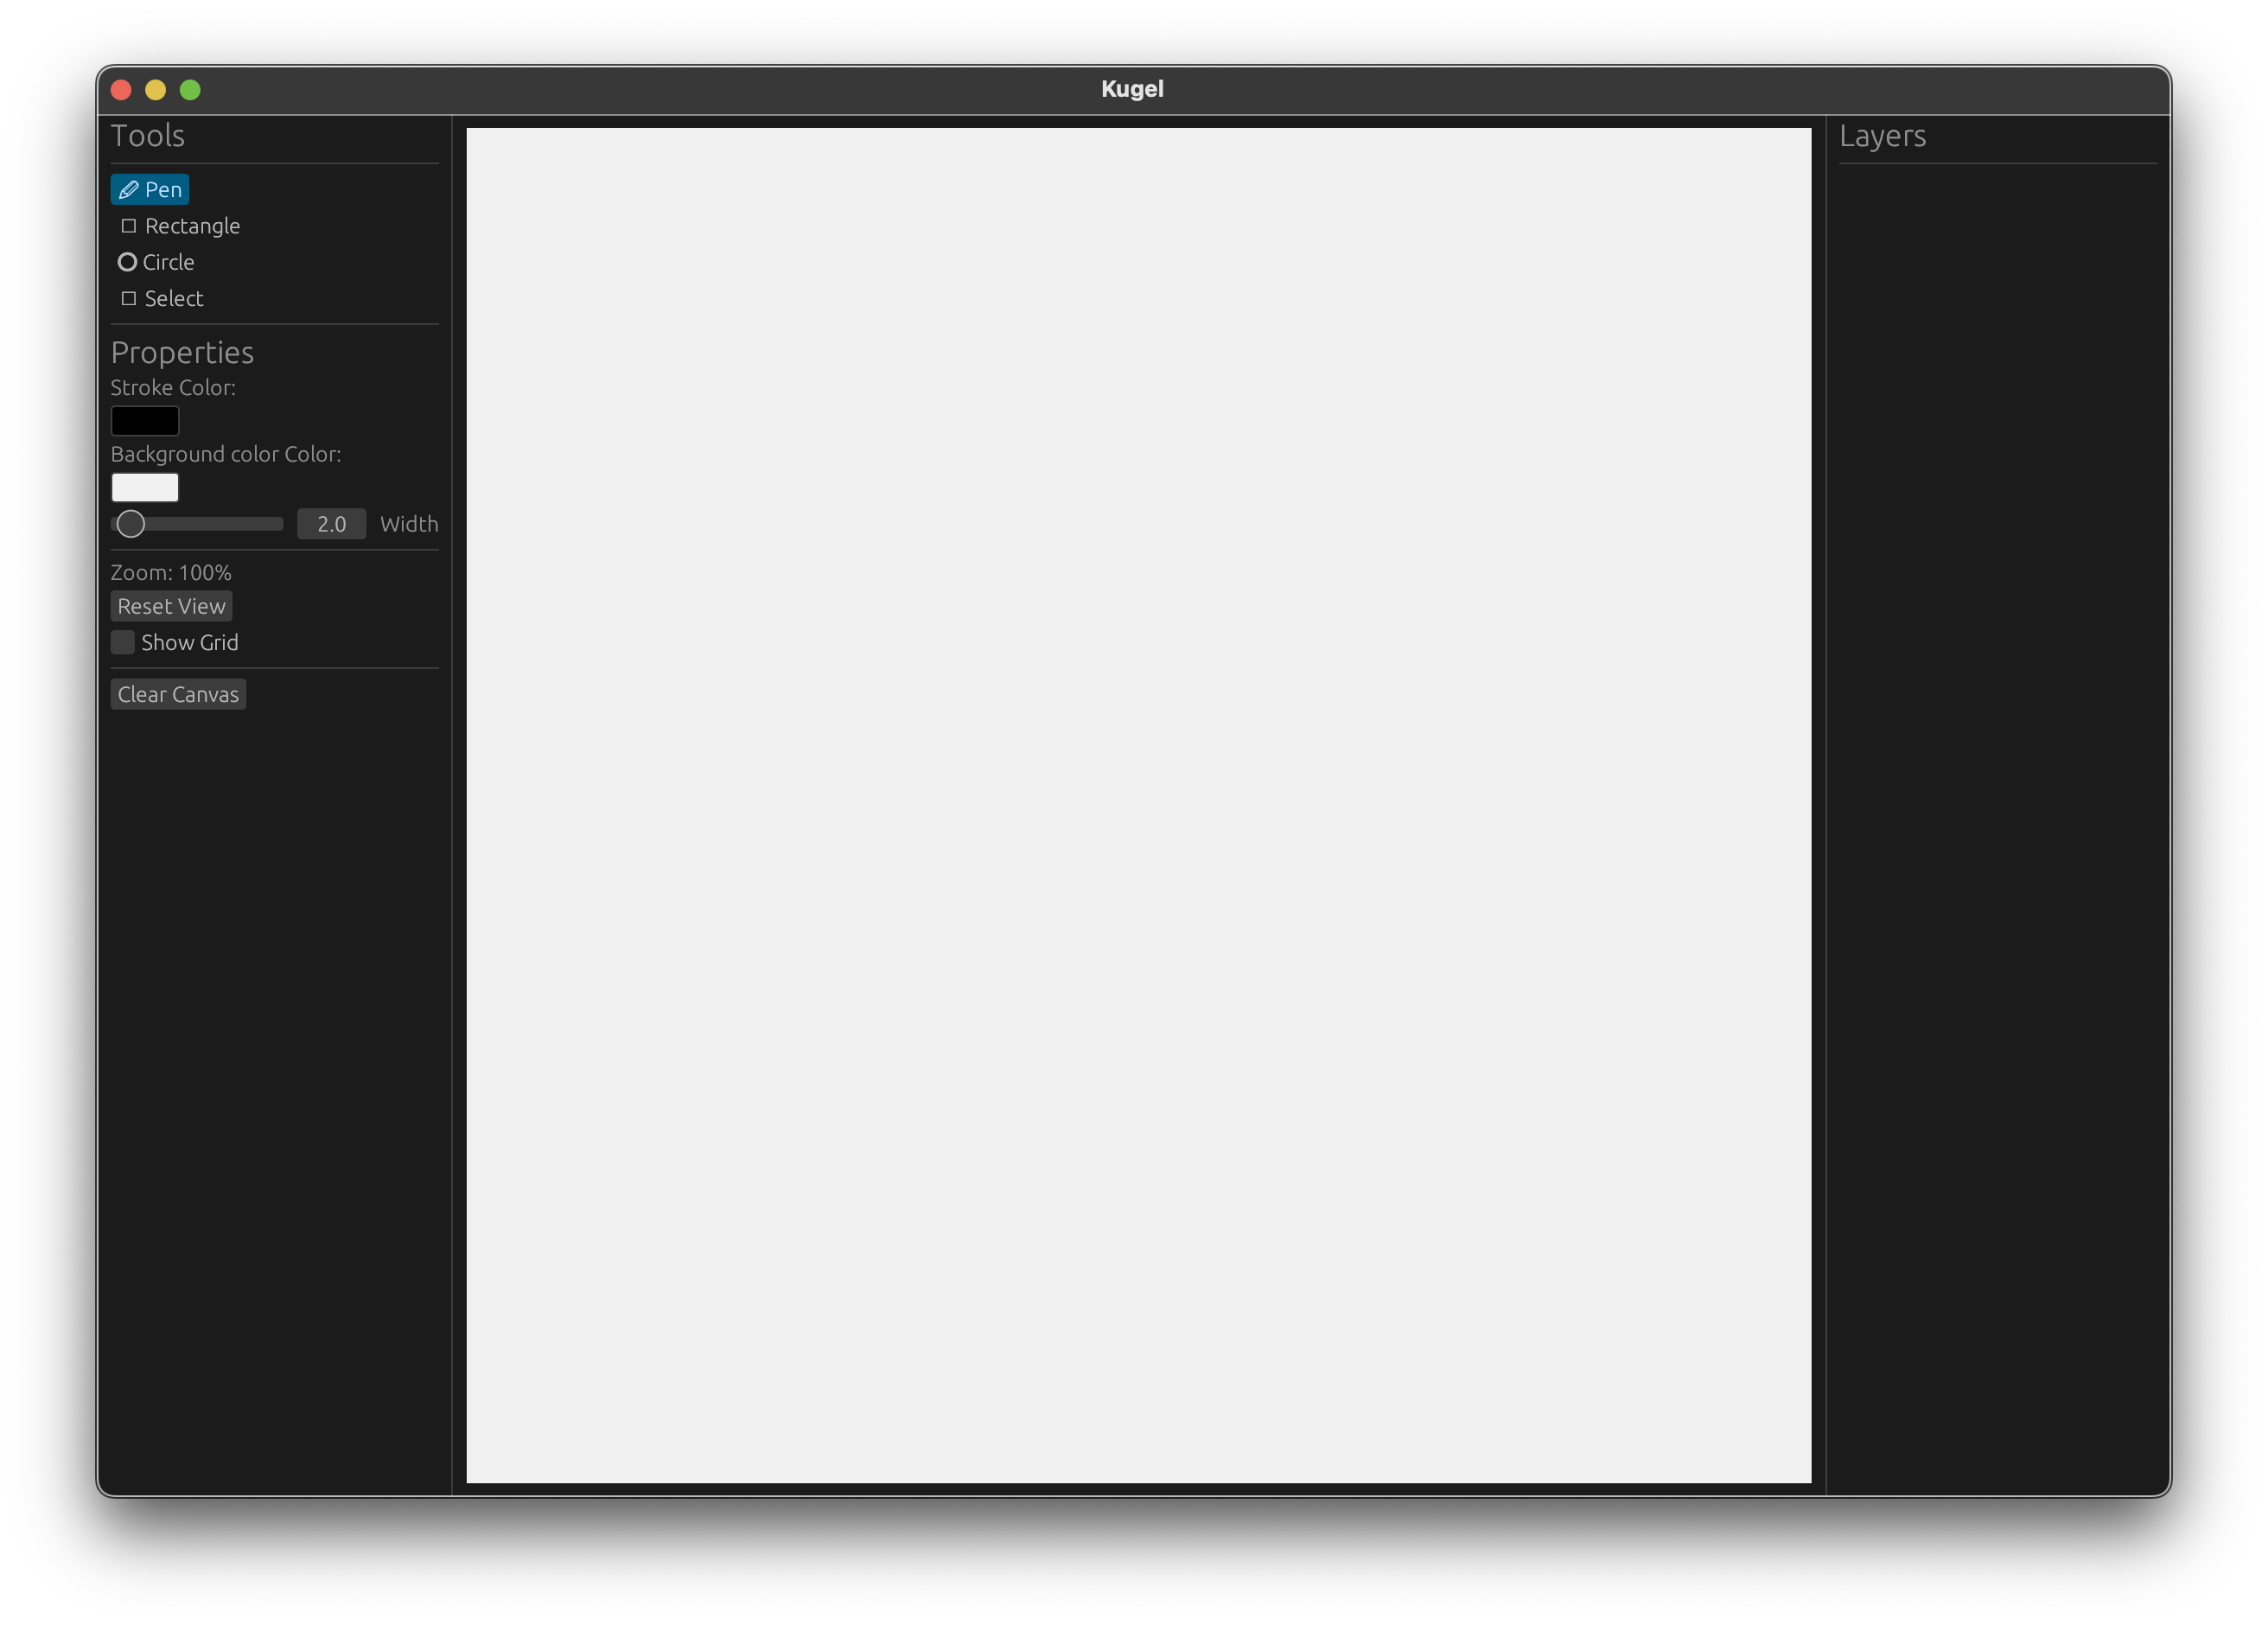 Kugel
Tools
Pen
Rectangle
Circle
Select
Properties
Stroke Color:
Background color Color:
2.0 Width
Zoom: 100%
Reset View
Show Grid
Clear Canvas
Layers